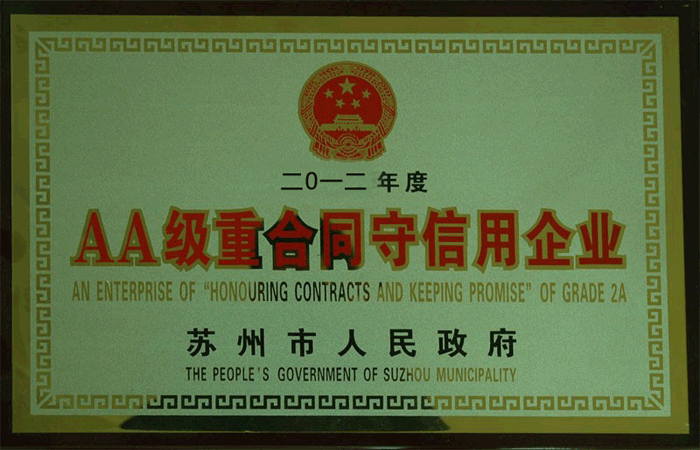 二〇一二年度
AA级重合同守信用企业
AN ENTERPRISE OF “HONOURING CONTRACTS AND KEEPING PROMISE” OF GRADE 2A
苏州市人民政府
THE PEOPLE'S GOVERNMENT OF SUZHOU MUNICIPALITY